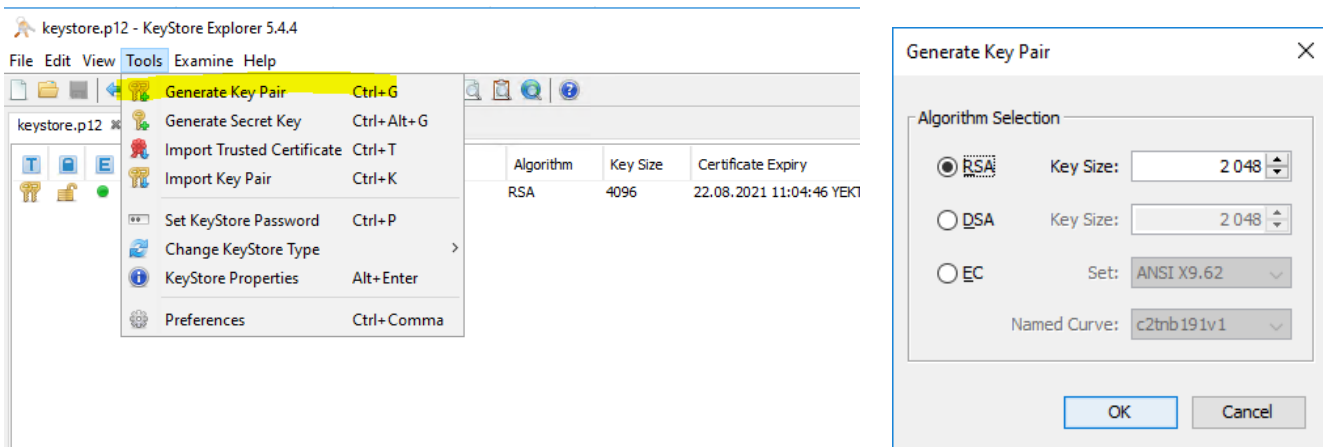 keystore.p12 - KeyStore Explorer 5.4.4
File Edit View Tools Examine Help
keystore.p12
Generate Key Pair Ctrl+G
Generate Secret Key Ctrl+Alt+G
Import Trusted Certificate Ctrl+T
Import Key Pair Ctrl+K
Set KeyStore Password Ctrl+P
Change KeyStore Type
KeyStore Properties Alt+Enter
Preferences Ctrl+Comma
T E Algorithm Key Size Certificate Expiry
RSA 4096 22.08.2021 11:04:46 YEKT
Generate Key Pair
Algorithm Selection
RSA Key Size: 2 048
DSA Key Size: 2 048
EC Set: ANSI X9.62
Named Curve: c2tnb191v1
OK Cancel